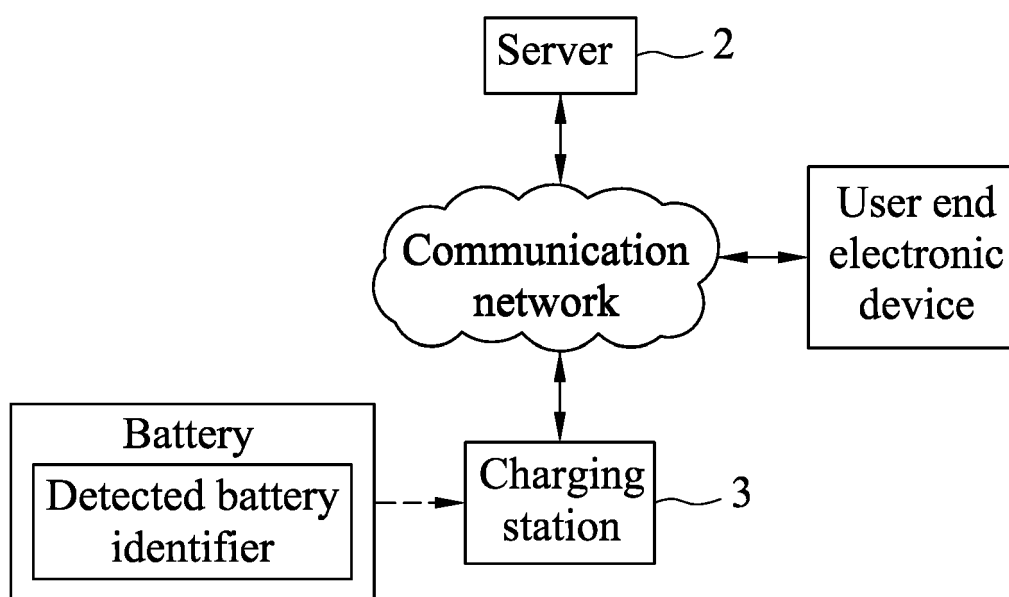 Server
2
Communication
network
User end
electronic
device
Battery
Detected battery
identifier
Charging
station
3